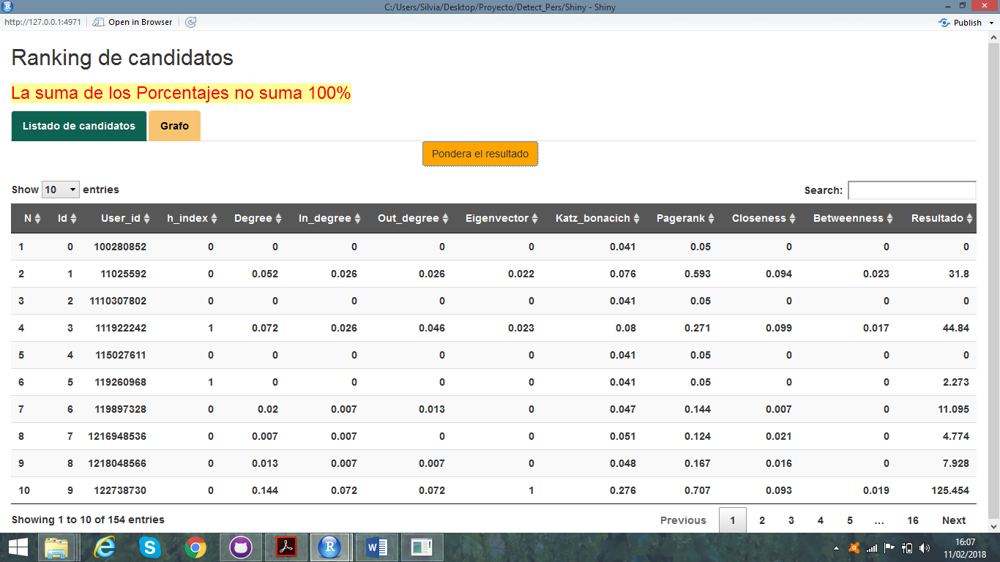 C:/Users/Silvia/Desktop/Proyecto/Detect_Pers/Shiny - Shiny
http://127.0.0.1:4971 Open in Browser Publish
Ranking de candidatos
La suma de los Porcentajes no suma 100%
Listado de candidatos Grafo
Pondera el resultado
Show 10 entries Search:
N Id User_id h_index Degree In_degree Out_degree Eigenvector Katz_bonacich Pagerank Closeness Betweenness Resultado
1 0 100280852 0 0 0 0 0 0.041 0.05 0 0 0
2 1 11025592 0 0.052 0.026 0.026 0.022 0.076 0.593 0.094 0.023 31.8
3 2 1110307802 0 0 0 0 0 0.041 0.05 0 0 0
4 3 111922242 1 0.072 0.026 0.046 0.023 0.08 0.271 0.099 0.017 44.84
5 4 115027611 0 0 0 0 0 0.041 0.05 0 0 0
6 5 119260968 1 0 0 0 0 0.041 0.05 0 0 2.273
7 6 119897328 0 0.02 0.007 0.013 0 0.047 0.144 0.007 0 11.095
8 7 1216948536 0 0.007 0.007 0 0 0.051 0.124 0.021 0 4.774
9 8 1218048566 0 0.013 0.007 0.007 0 0.048 0.167 0.016 0 7.928
10 9 122738730 0 0.144 0.072 0.072 1 0.276 0.707 0.093 0.019 125.454
Showing 1 to 10 of 154 entries Previous 1 2 3 4 5 ... 16 Next
16:07
11/02/2018